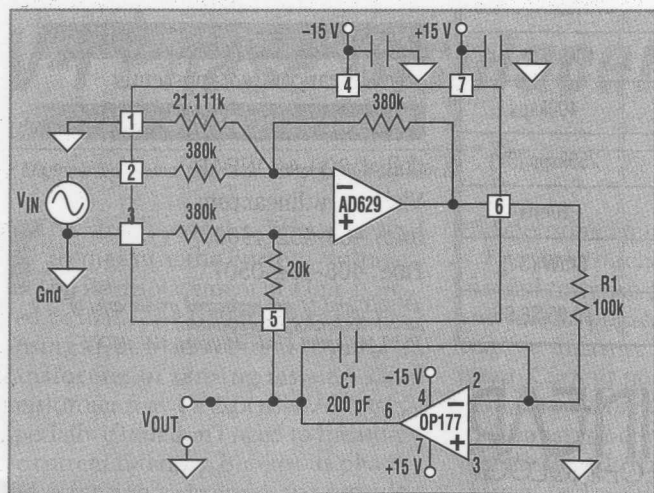 –15 V
+15 V
4
7
1
21.111k
380k
2
380k
VIN
–
AD629
+
6
3
380k
Gnd
20k
R1
100k
5
C1
200 pF
–15 V
2
4
–
VOUT
6
OP177
7
+
+15 V
3